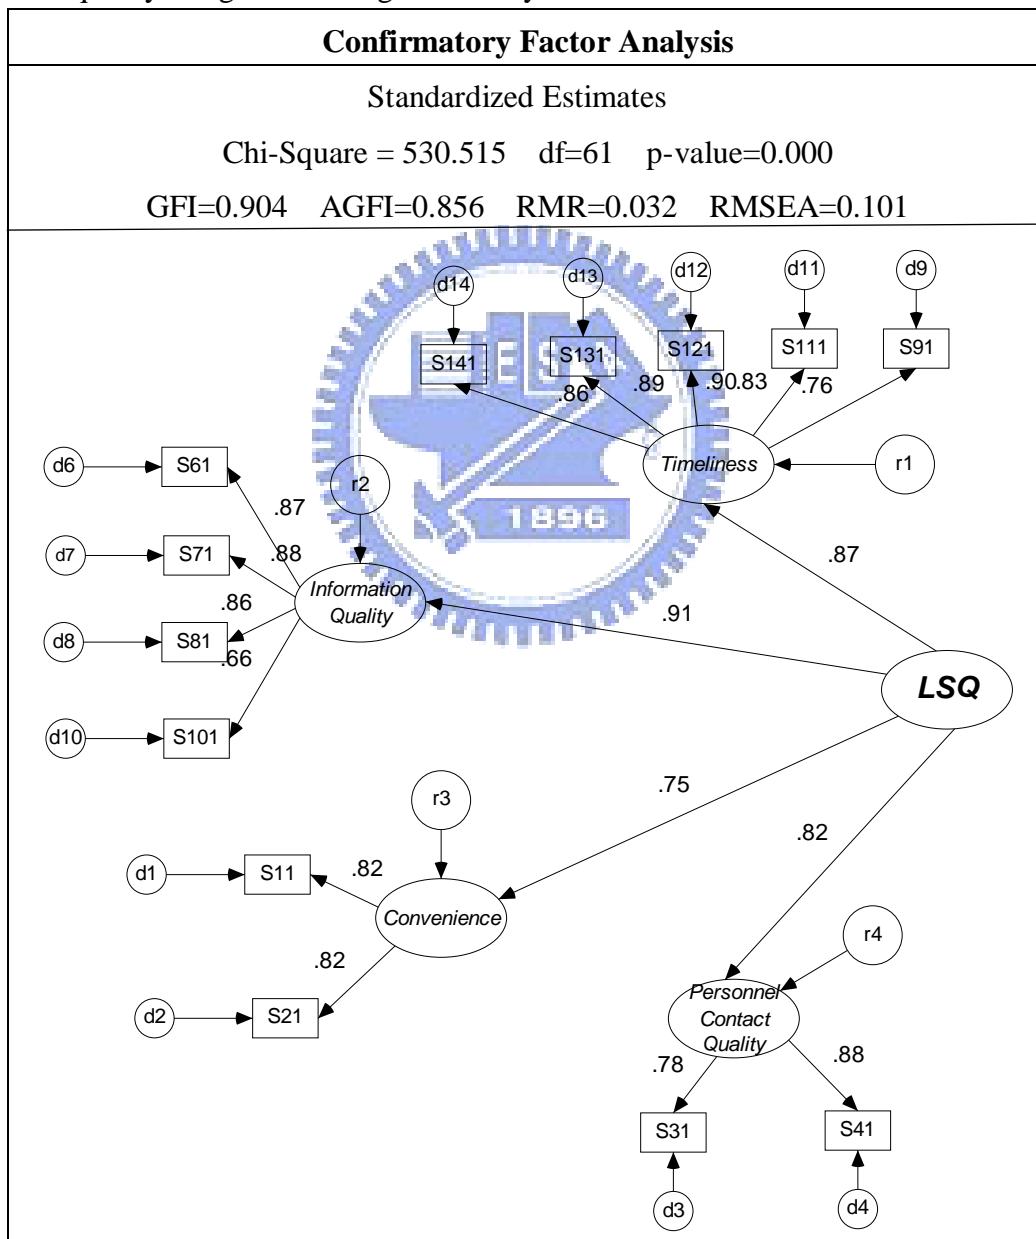 Confirmatory Factor Analysis
Standardized Estimates
Chi-Square = 530.515 df=61 p-value=0.000
GFI=0.904 AGFI=0.856 RMR=0.032 RMSEA=0.101
d14
d13
d12
d11
d9
S141
S131
S121
S111
S91
.86
.89
.90
.83
.76
Timeliness
r1
d6
S61
r2
.87
1896
d7
S71
.88
.87
Information
Quality
.86
.91
d8
S81
.66
LSQ
d10
S101
.75
r3
.82
d1
S11
.82
Convenience
r4
.82
d2
S21
Personnel
Contact
Quality
.78
.88
S31
S41
d3
d4